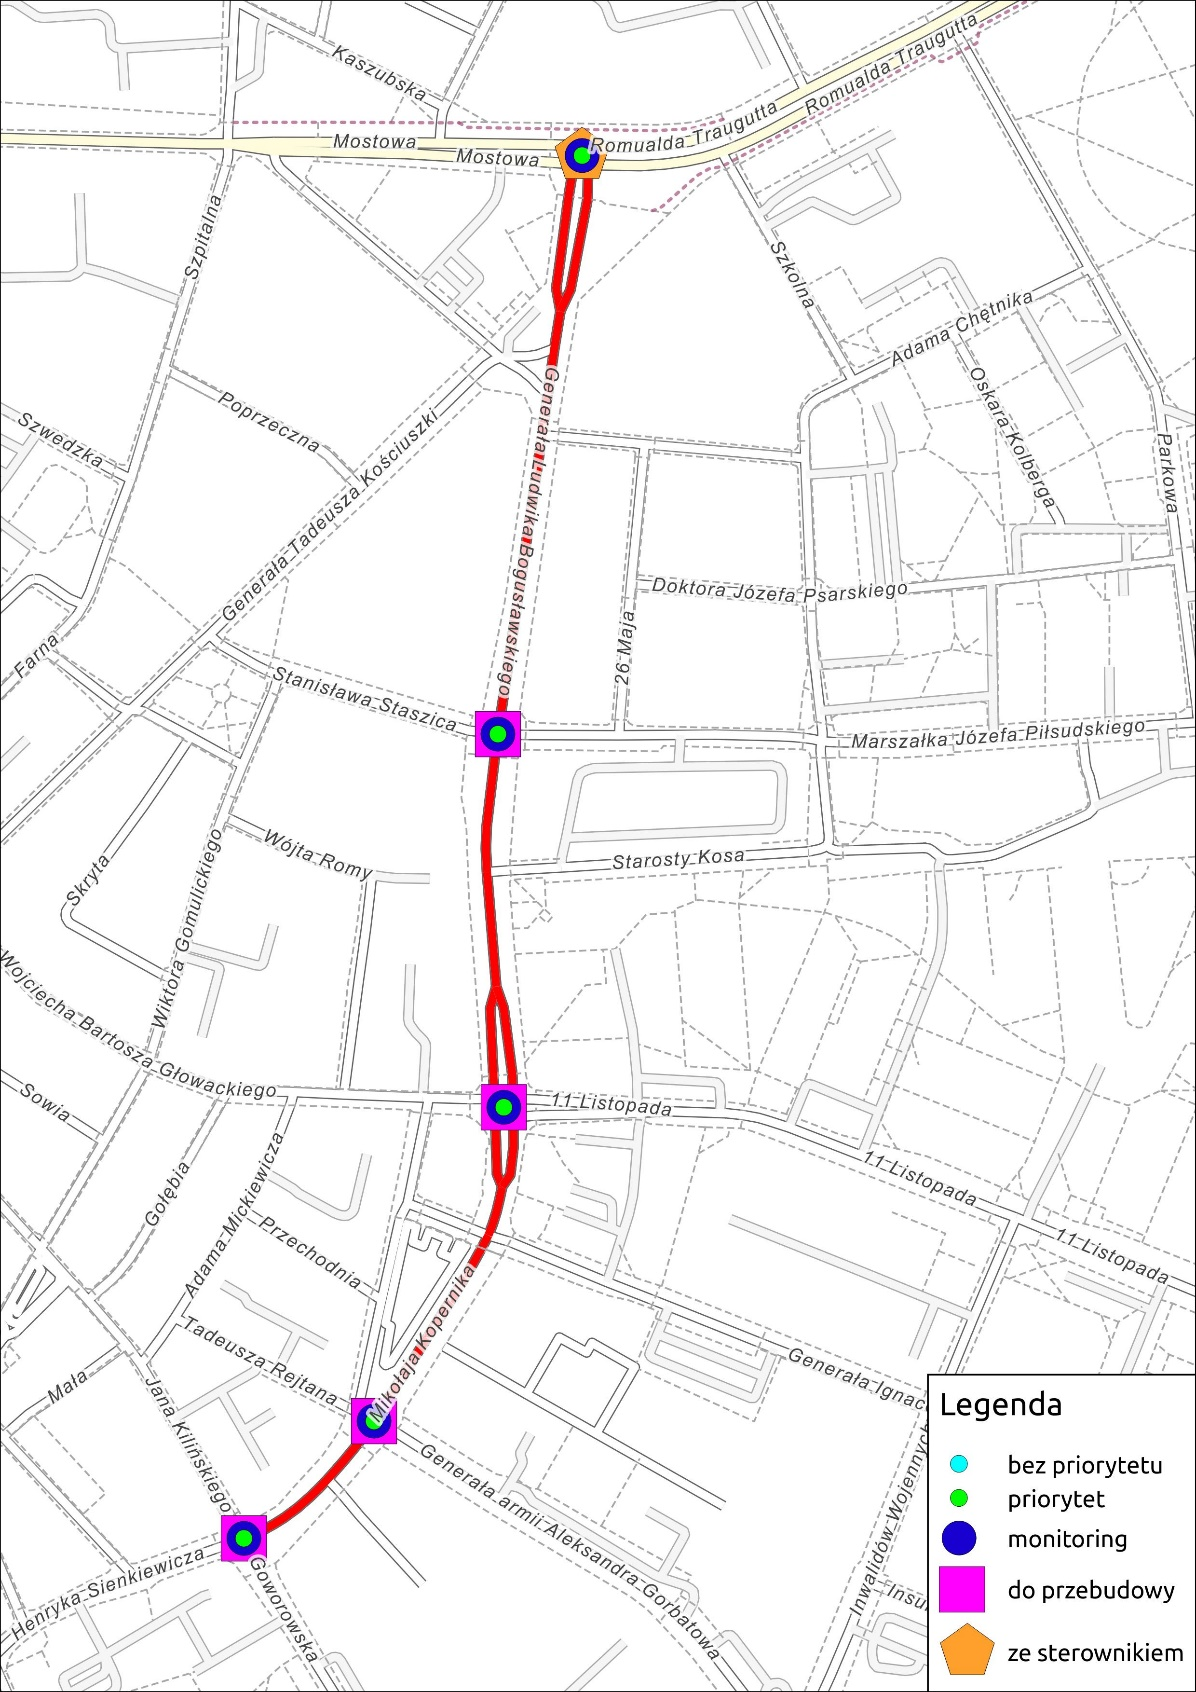 Kaszubska
Romualda Traugutta
Mostowa
Mostowa
Romualda Traugutta
Szpitalna
Szkolna
Adama Chętnika
Oskara Kolberga
Parkowa
Poprzeczna
Szwedzka
Generała Tadeusza Kościuszki
Generała Ludwika Bogusławskiego
Doktora Józefa Psarskiego
26 Maja
Farna
Stanisława Staszica
Marszałka Józefa Piłsudskiego
Wójta Romy
Starosty Kosa
Skryta
Wiktora Gomulickiego
Wojciecha Bartosza Głowackiego
11 Listopada
Sowia
11 Listopada
11 Listopada
Gołębia
Adama Mickiewicza
Przechodnia
Mikołaja Kopernika
Tadeusza Rejtana
Generała Ignac
Mała
Jana Kilińskiego
Generała armii Aleksandra Gorbatowa
Inwalidów Wojennych
Henryka Sienkiewicza
Goworowska
Insu
Legenda
bez priorytetu
priorytet
monitoring
do przebudowy
ze sterownikiem